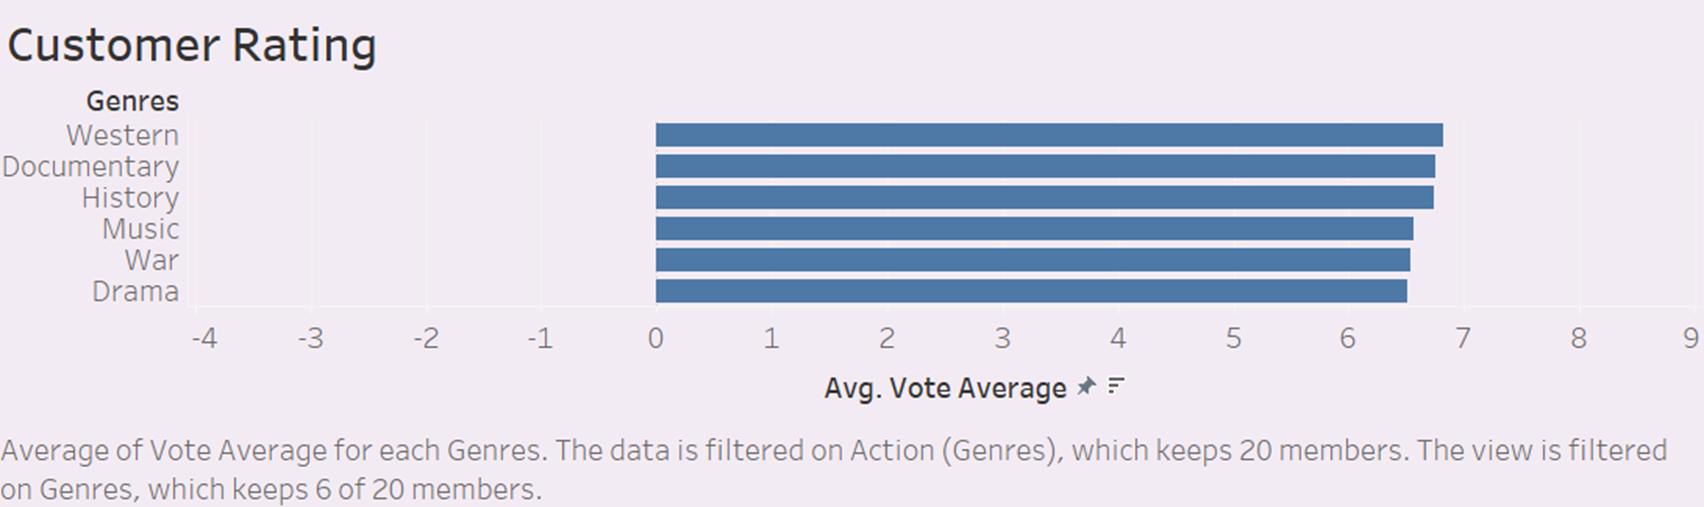 Customer Rating
Genres
Western
Documentary
History
Music
War
Drama
-4 -3 -2 -1 0 1 2 3 4 5 6 7 8 9
Avg. Vote Average
Average of Vote Average for each Genres. The data is filtered on Action (Genres), which keeps 20 members. The view is filtered
on Genres, which keeps 6 of 20 members.